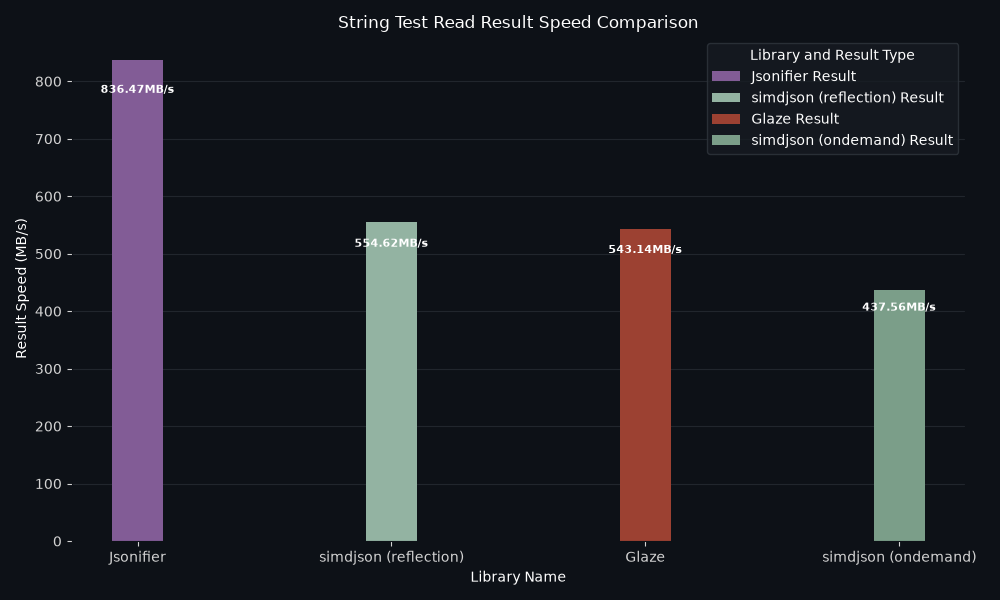 String Test Read Result Speed Comparison
Library and Result Type
Jsonifier Result
simdjson (reflection) Result
Glaze Result
simdjson (ondemand) Result
Result Speed (MB/s)
800
700
600
500
400
300
200
100
0
836.47MB/s
554.62MB/s
543.14MB/s
437.56MB/s
Jsonifier
simdjson (reflection)
Glaze
simdjson (ondemand)
Library Name